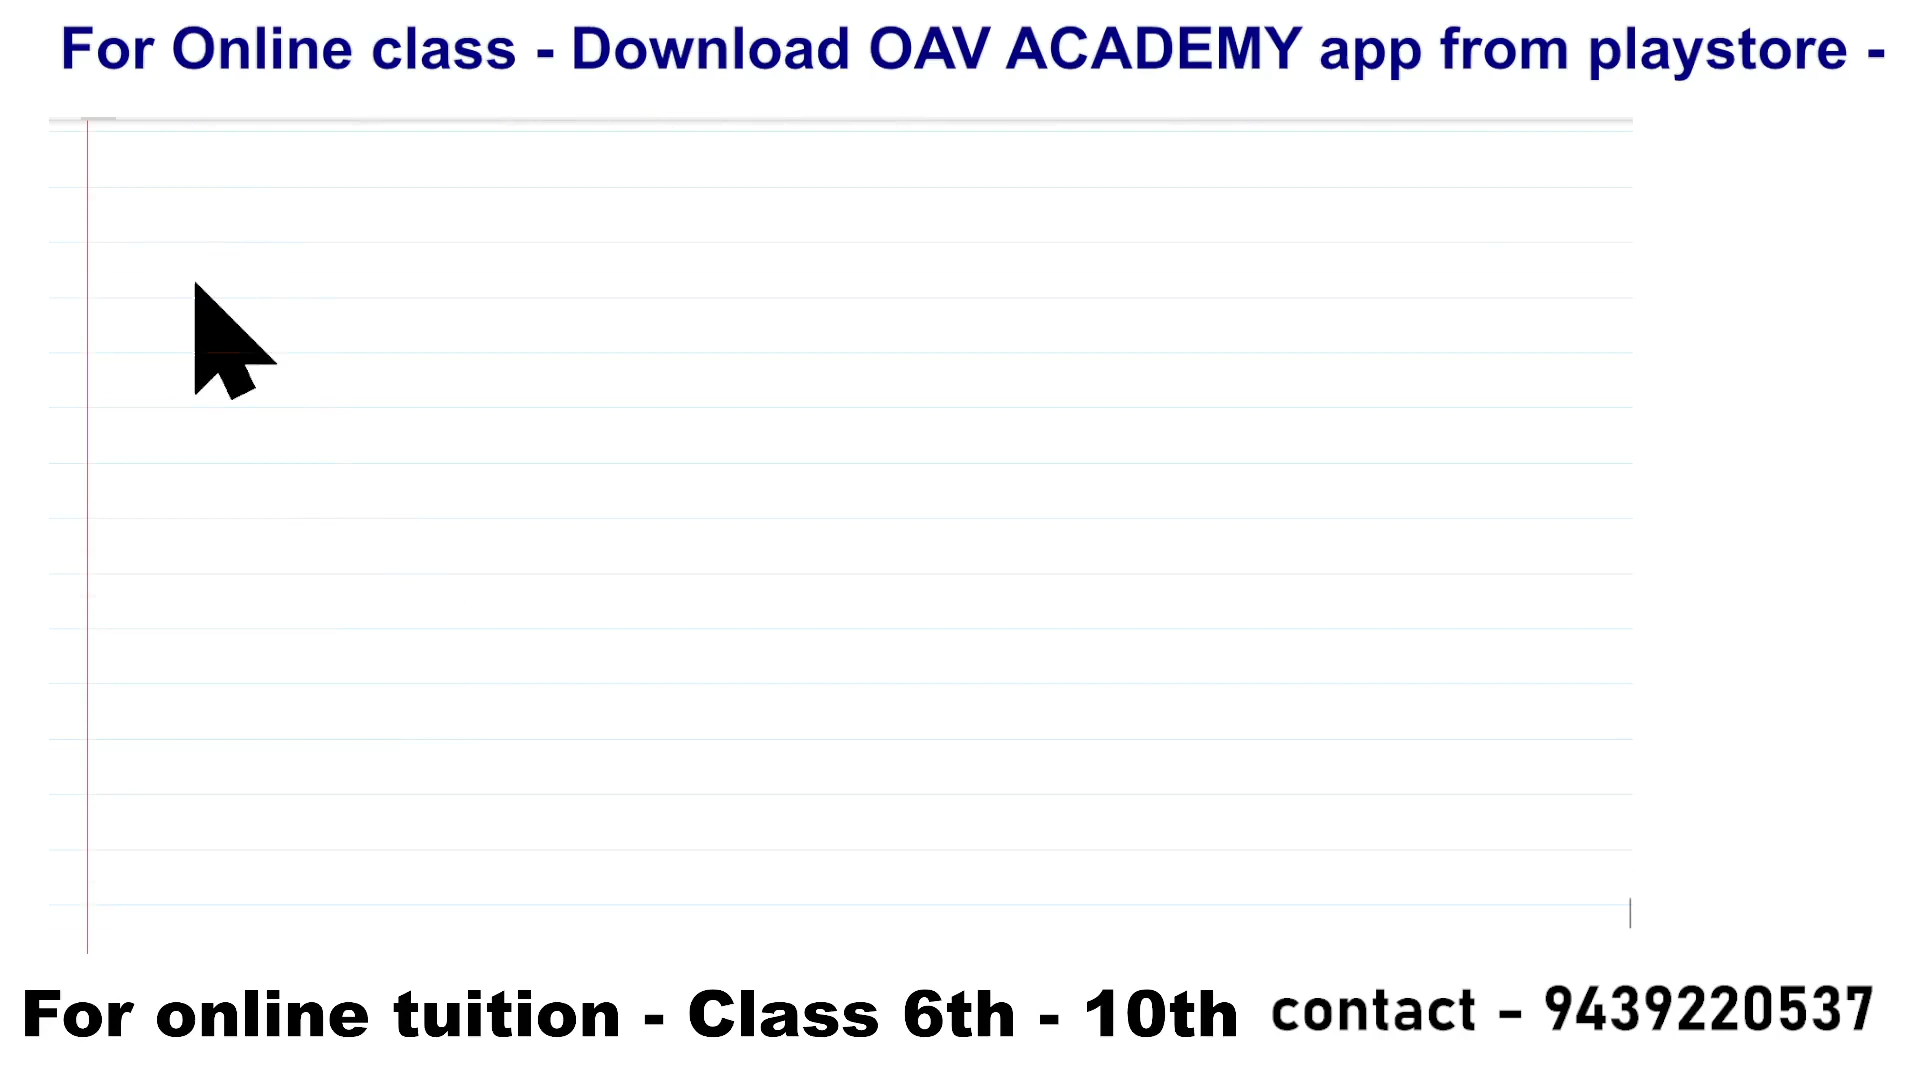 For Online class - Download OAV ACADEMY app from playstore -
For online tuition - Class 6th - 10th contact - 9439220537